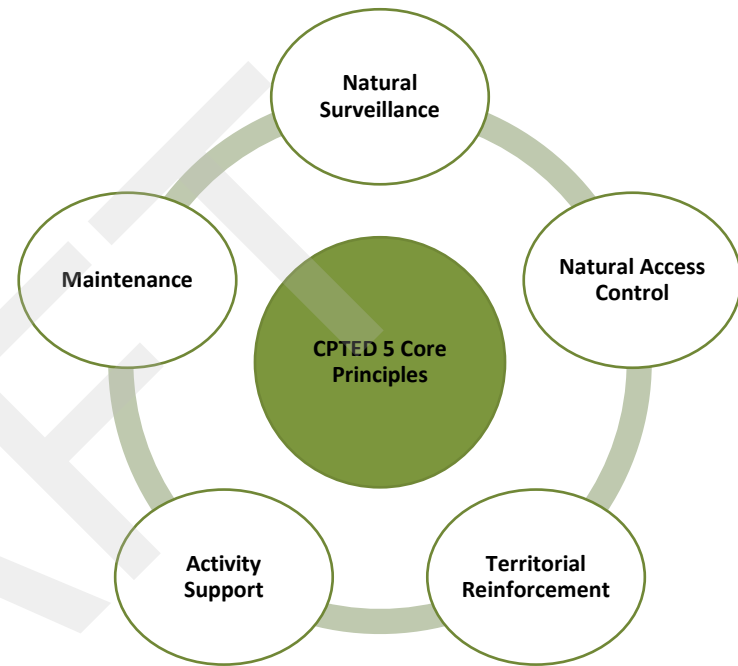 Natural
Surveillance
Maintenance
Natural Access
Control
CPTED 5 Core
Principles
Activity
Support
Territorial
Reinforcement